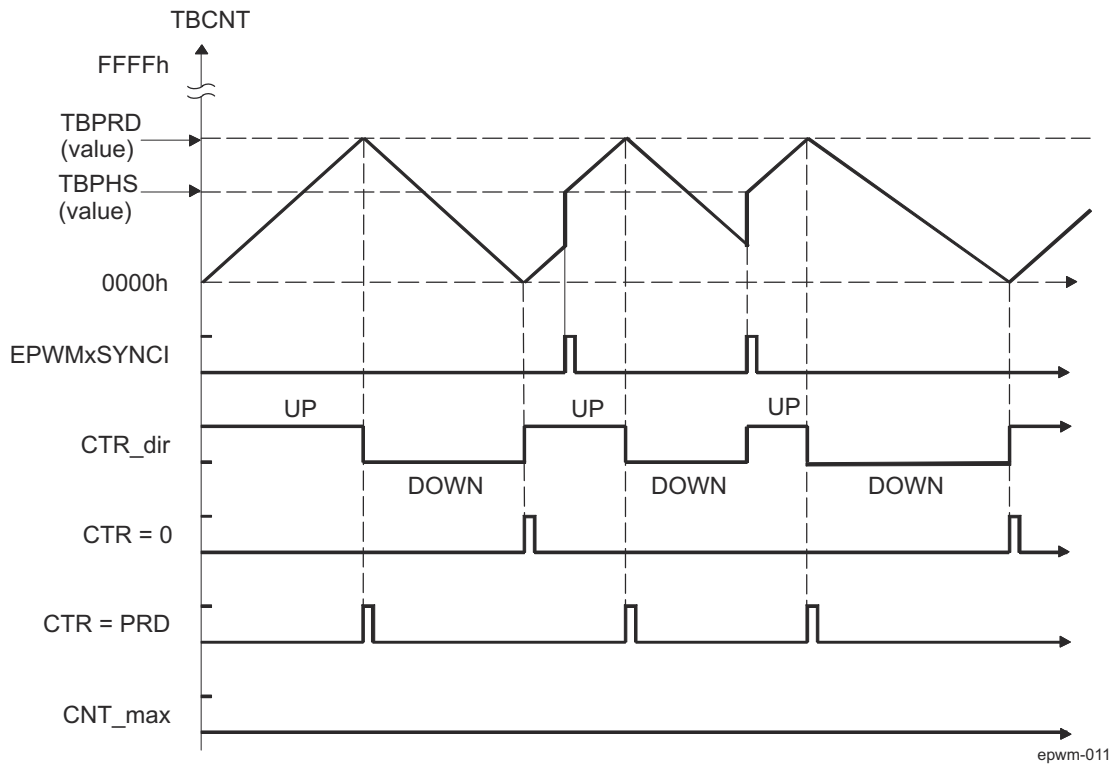 TBCNT
FFFFh
TBPRD
(value)
TBPHS
(value)
0000h
EPWMxSYNCI
UP UP UP
CTR_dir
DOWN DOWN DOWN
CTR = 0
CTR = PRD
CNT_max
epwm-011